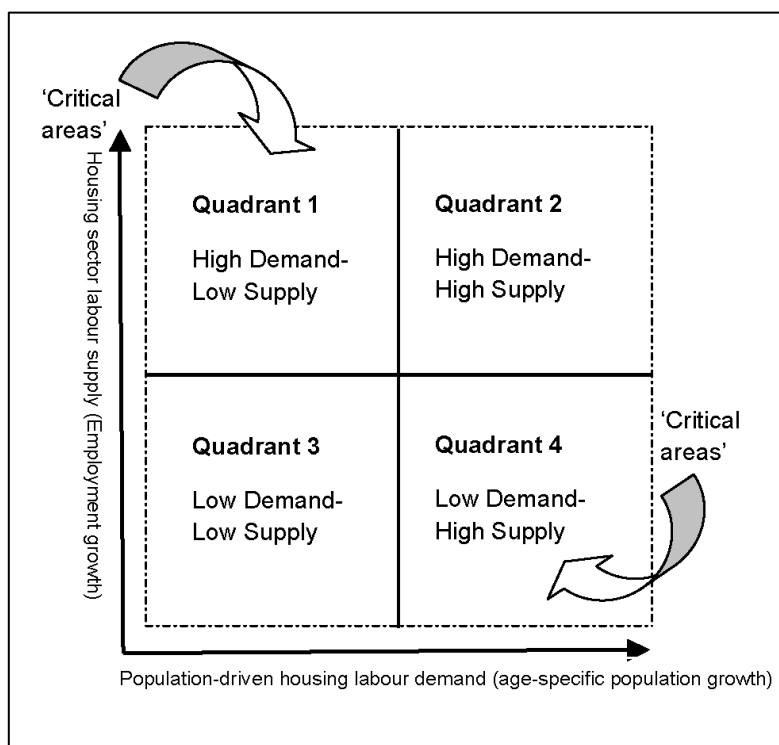 ‘Critical
areas’
Housing sector labour supply (Employment growth)
Quadrant 1
High Demand-
Low Supply
Quadrant 2
High Demand-
High Supply
Quadrant 3
Low Demand-
Low Supply
Quadrant 4
Low Demand-
High Supply
‘Critical
areas’
Population-driven housing labour demand (age-specific population growth)